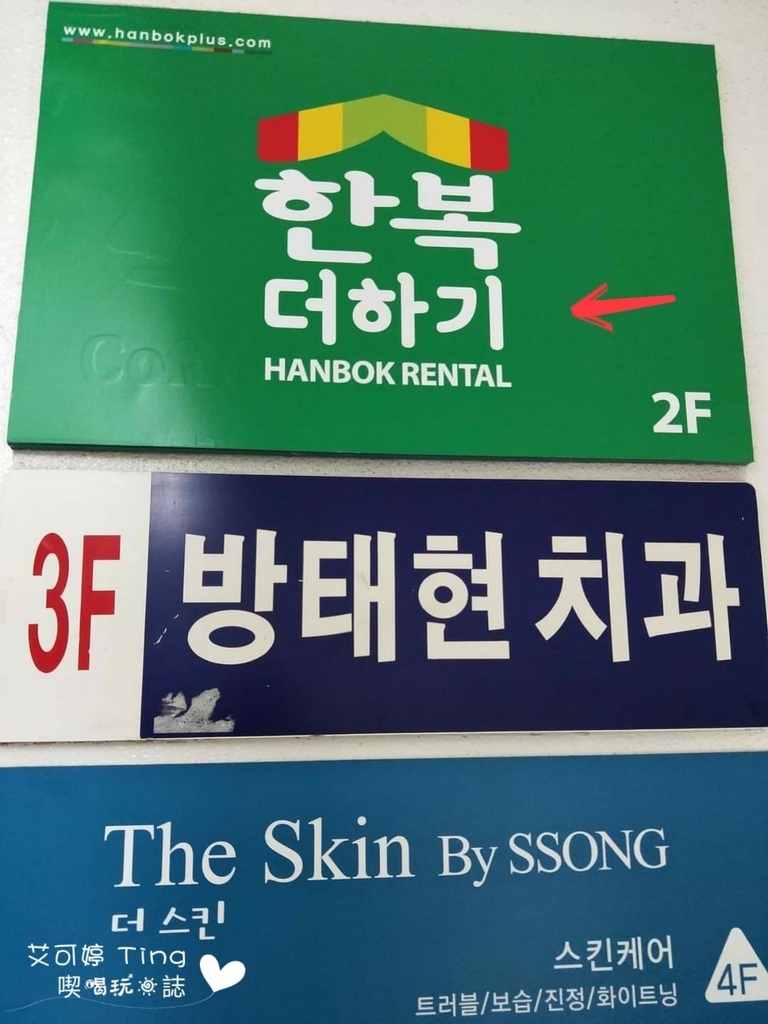 www.hanbokplus.com
한복
더하기
HANBOK RENTAL
2F
3F
방태현 치과
The Skin By SSONG
더 스킨
艾可婷 Ting
喫喝玩誌
스킨케어
4F
트러블/보습/진정/화이트닝